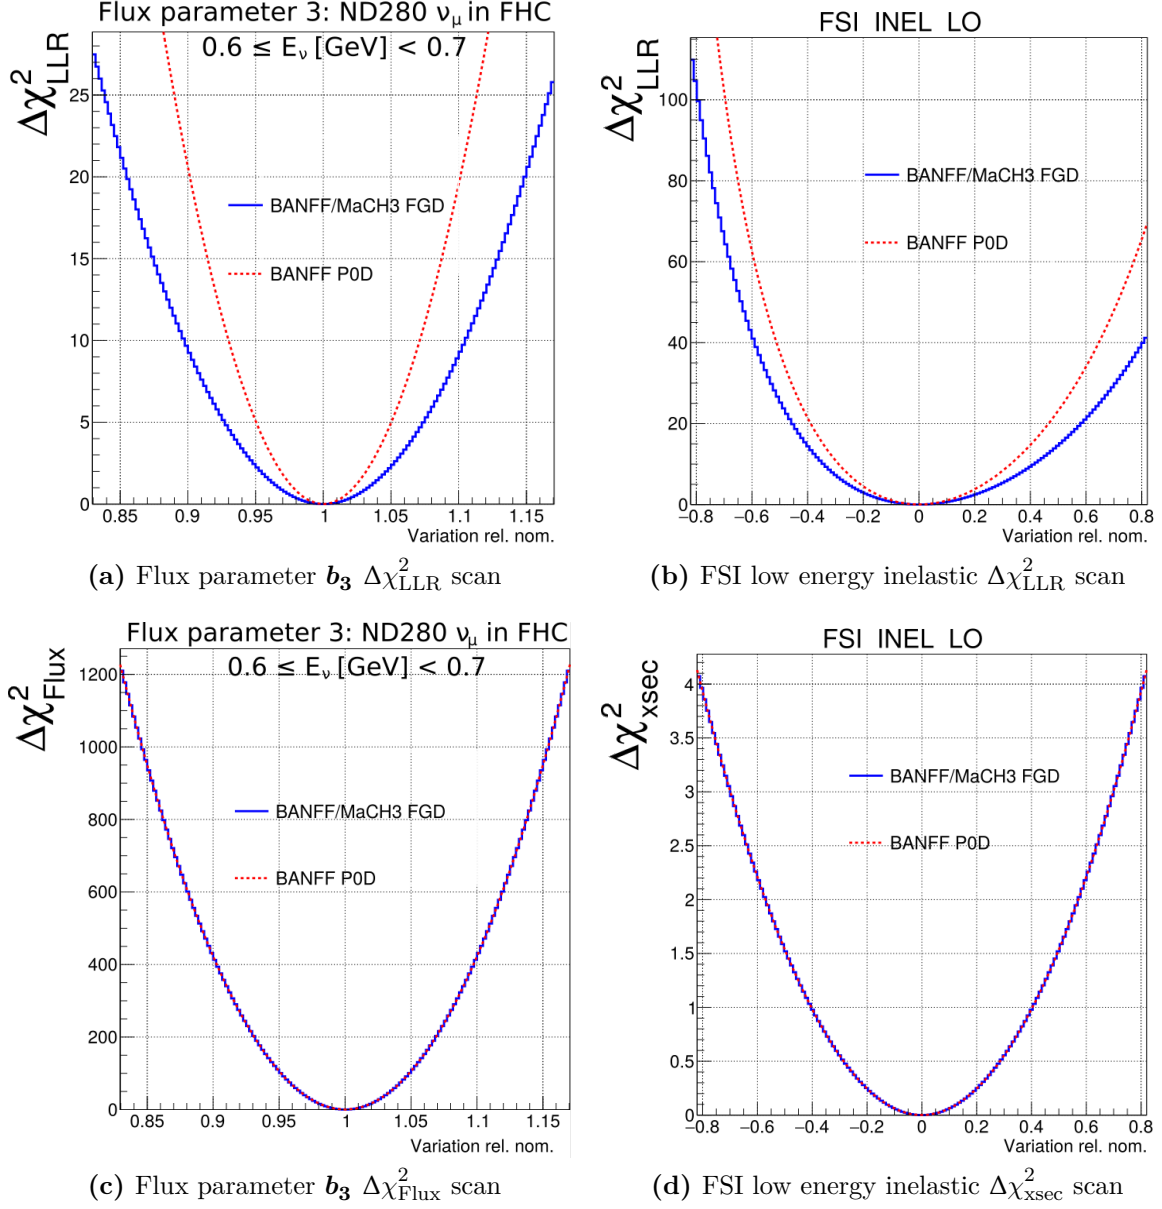 Flux parameter 3: ND280 νμ in FHC
0.6 ≤ Eν [GeV] < 0.7
Δχ²LLR
25
20
15
10
5
0
BANFF/MaCH3 FGD
BANFF P0D
0.85 0.9 0.95 1 1.05 1.1 1.15
Variation rel. nom.
(a) Flux parameter b3 Δχ²LLR scan
FSI INEL LO
Δχ²LLR
100
80
60
40
20
0
BANFF/MaCH3 FGD
BANFF P0D
−0.8 −0.6 −0.4 −0.2 0 0.2 0.4 0.6 0.8
Variation rel. nom.
(b) FSI low energy inelastic Δχ²LLR scan
Flux parameter 3: ND280 νμ in FHC
0.6 ≤ Eν [GeV] < 0.7
Δχ²Flux
1200
1000
800
600
400
200
0
BANFF/MaCH3 FGD
BANFF P0D
0.85 0.9 0.95 1 1.05 1.1 1.15
Variation rel. nom.
(c) Flux parameter b3 Δχ²Flux scan
FSI INEL LO
Δχ²xsec
4
3.5
3
2.5
2
1.5
1
0.5
0
BANFF/MaCH3 FGD
BANFF P0D
−0.8 −0.6 −0.4 −0.2 0 0.2 0.4 0.6 0.8
Variation rel. nom.
(d) FSI low energy inelastic Δχ²xsec scan